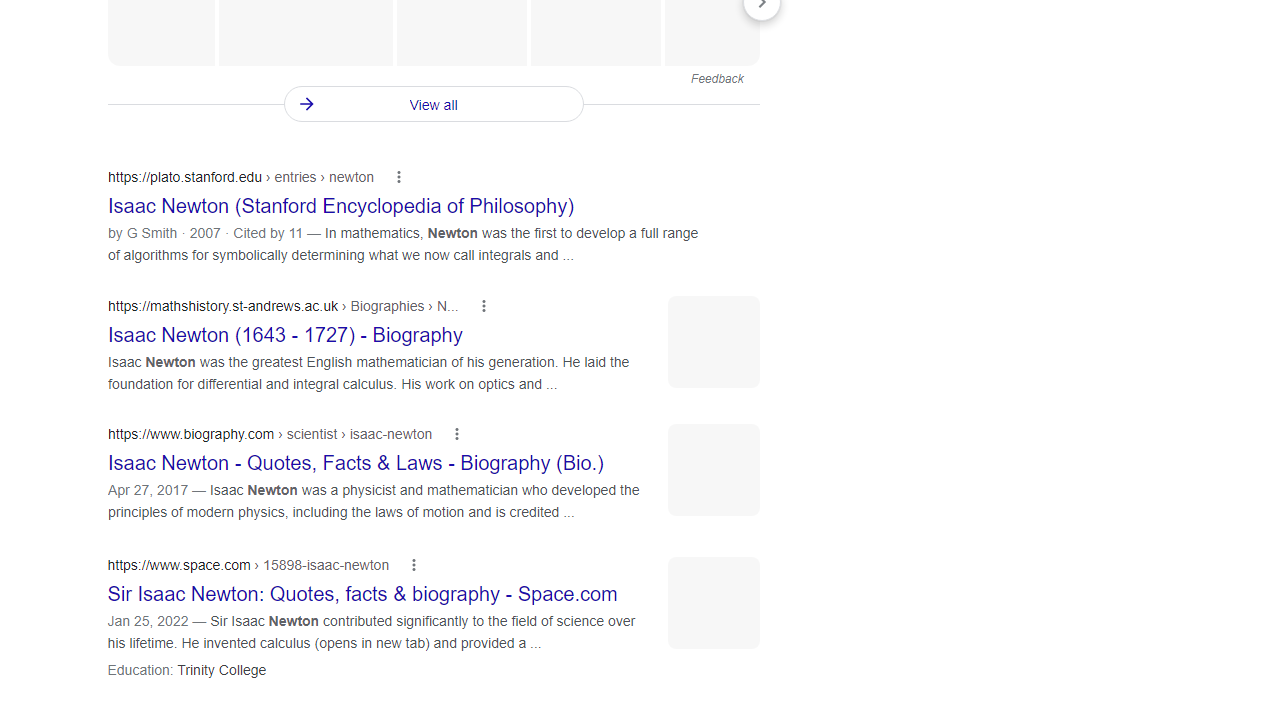 Feedback
View all
https://plato.stanford.edu › entries › newton
Isaac Newton (Stanford Encyclopedia of Philosophy)
by G Smith · 2007 · Cited by 11 — In mathematics, Newton was the first to develop a full range
of algorithms for symbolically determining what we now call integrals and ...
https://mathshistory.st-andrews.ac.uk › Biographies › N...
Isaac Newton (1643 - 1727) - Biography
Isaac Newton was the greatest English mathematician of his generation. He laid the
foundation for differential and integral calculus. His work on optics and ...
https://www.biography.com › scientist › isaac-newton
Isaac Newton - Quotes, Facts & Laws - Biography (Bio.)
Apr 27, 2017 — Isaac Newton was a physicist and mathematician who developed the
principles of modern physics, including the laws of motion and is credited ...
https://www.space.com › 15898-isaac-newton
Sir Isaac Newton: Quotes, facts & biography - Space.com
Jan 25, 2022 — Sir Isaac Newton contributed significantly to the field of science over
his lifetime. He invented calculus (opens in new tab) and provided a ...
Education: Trinity College